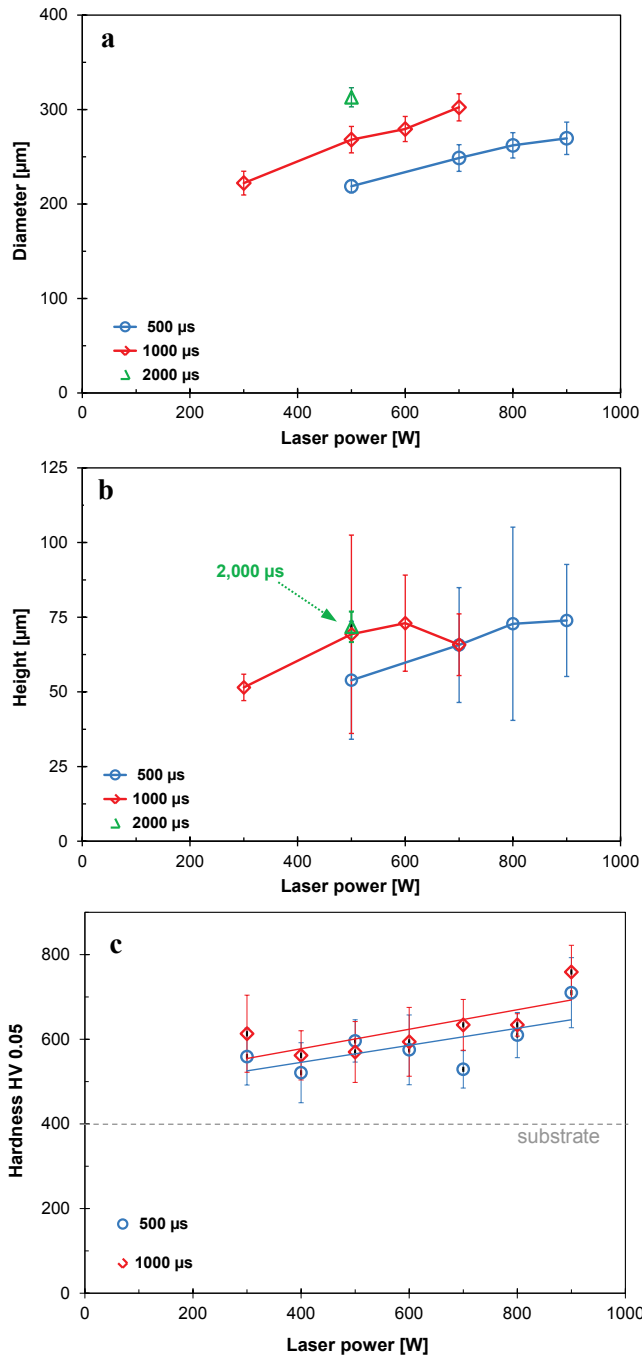 a
400
300
200
100
0
Diameter [µm]
500 µs
1000 µs
2000 µs
0 200 400 600 800 1000
Laser power [W]
b
125
100
75
50
25
0
Height [µm]
2,000 µs
500 µs
1000 µs
2000 µs
0 200 400 600 800 1000
Laser power [W]
c
800
600
400
200
0
Hardness HV 0.05
substrate
500 µs
1000 µs
0 200 400 600 800 1000
Laser power [W]